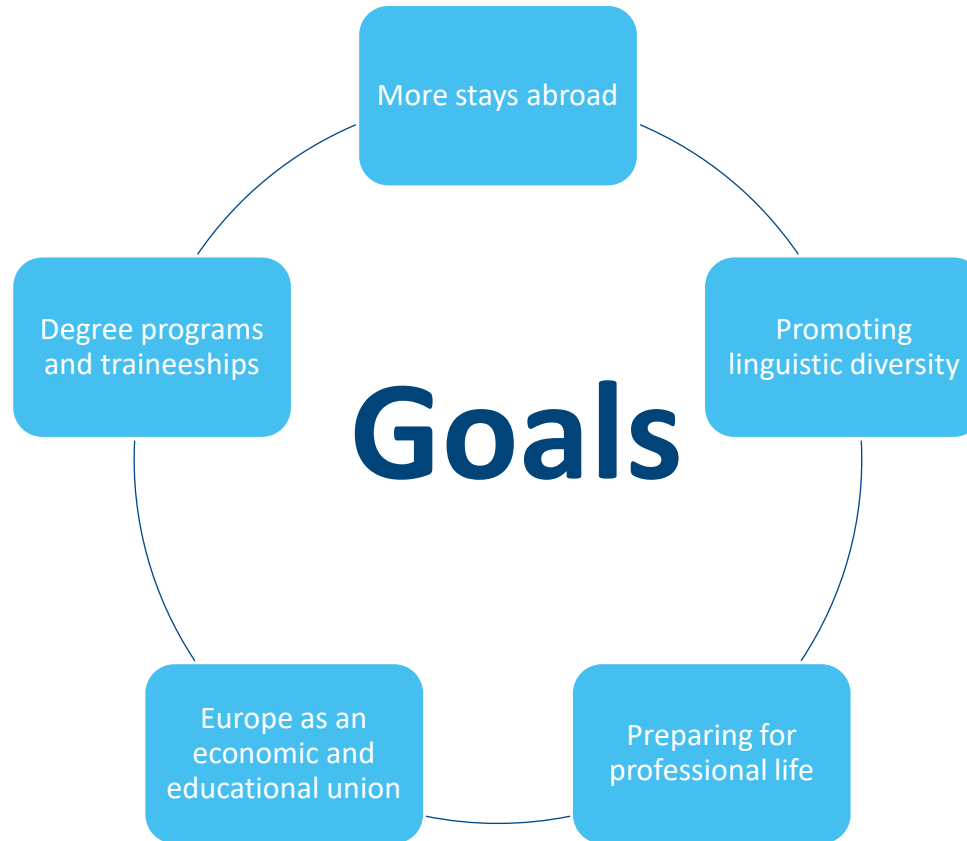 More stays abroad
Degree programs
and traineeships
Promoting
linguistic diversity
Goals
Europe as an
economic and
educational union
Preparing for
professional life